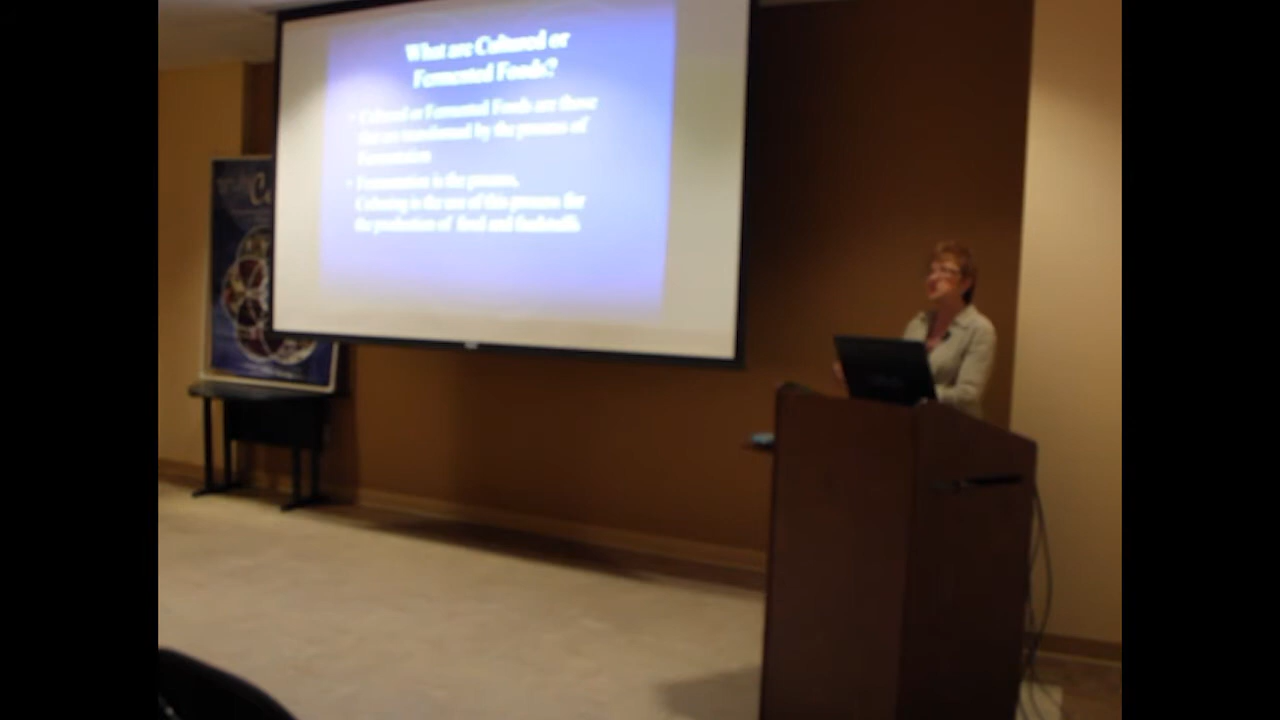 What are Cultured or
Fermented Foods?
• Cultured or Fermented Foods are those
that are transformed by the process of
Fermentation
• Fermentation is the process,
Culturing is the use of this process for
the production of food and foodstuffs